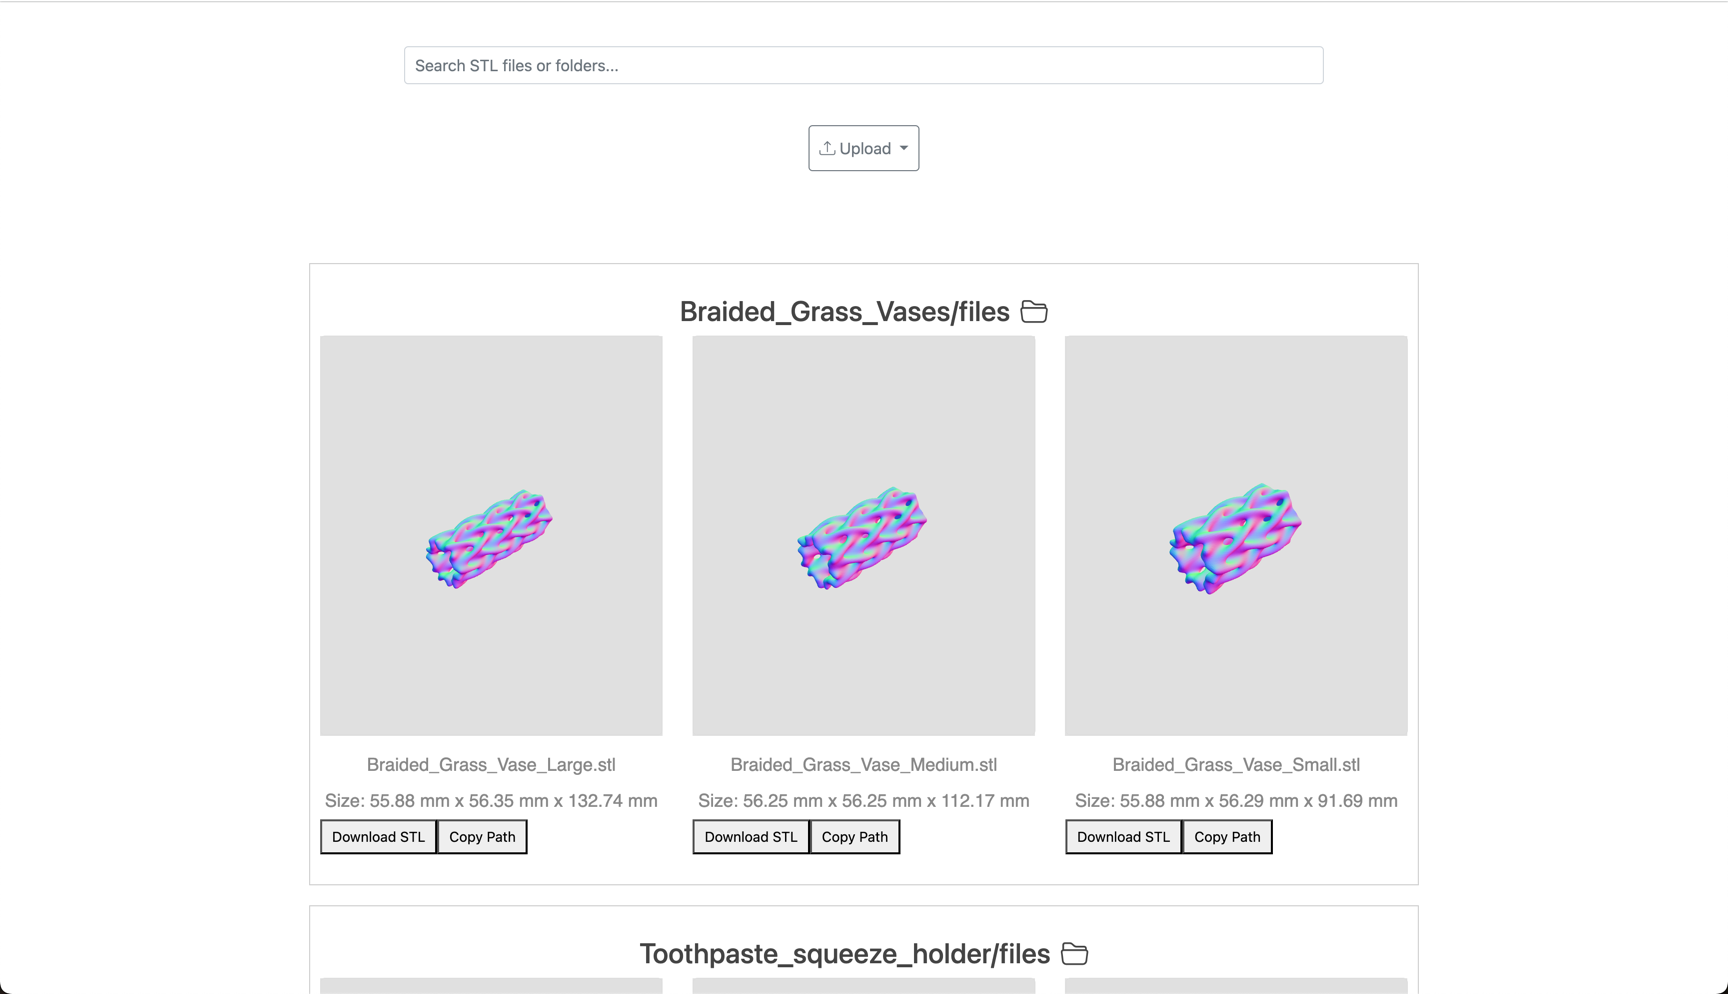 Search STL files or folders...
Upload
Braided_Grass_Vases/files
Braided_Grass_Vase_Large.stl
Size: 55.88 mm x 56.35 mm x 132.74 mm
Download STL Copy Path
Braided_Grass_Vase_Medium.stl
Size: 56.25 mm x 56.25 mm x 112.17 mm
Download STL Copy Path
Braided_Grass_Vase_Small.stl
Size: 55.88 mm x 56.29 mm x 91.69 mm
Download STL Copy Path
Toothpaste_squeeze_holder/files